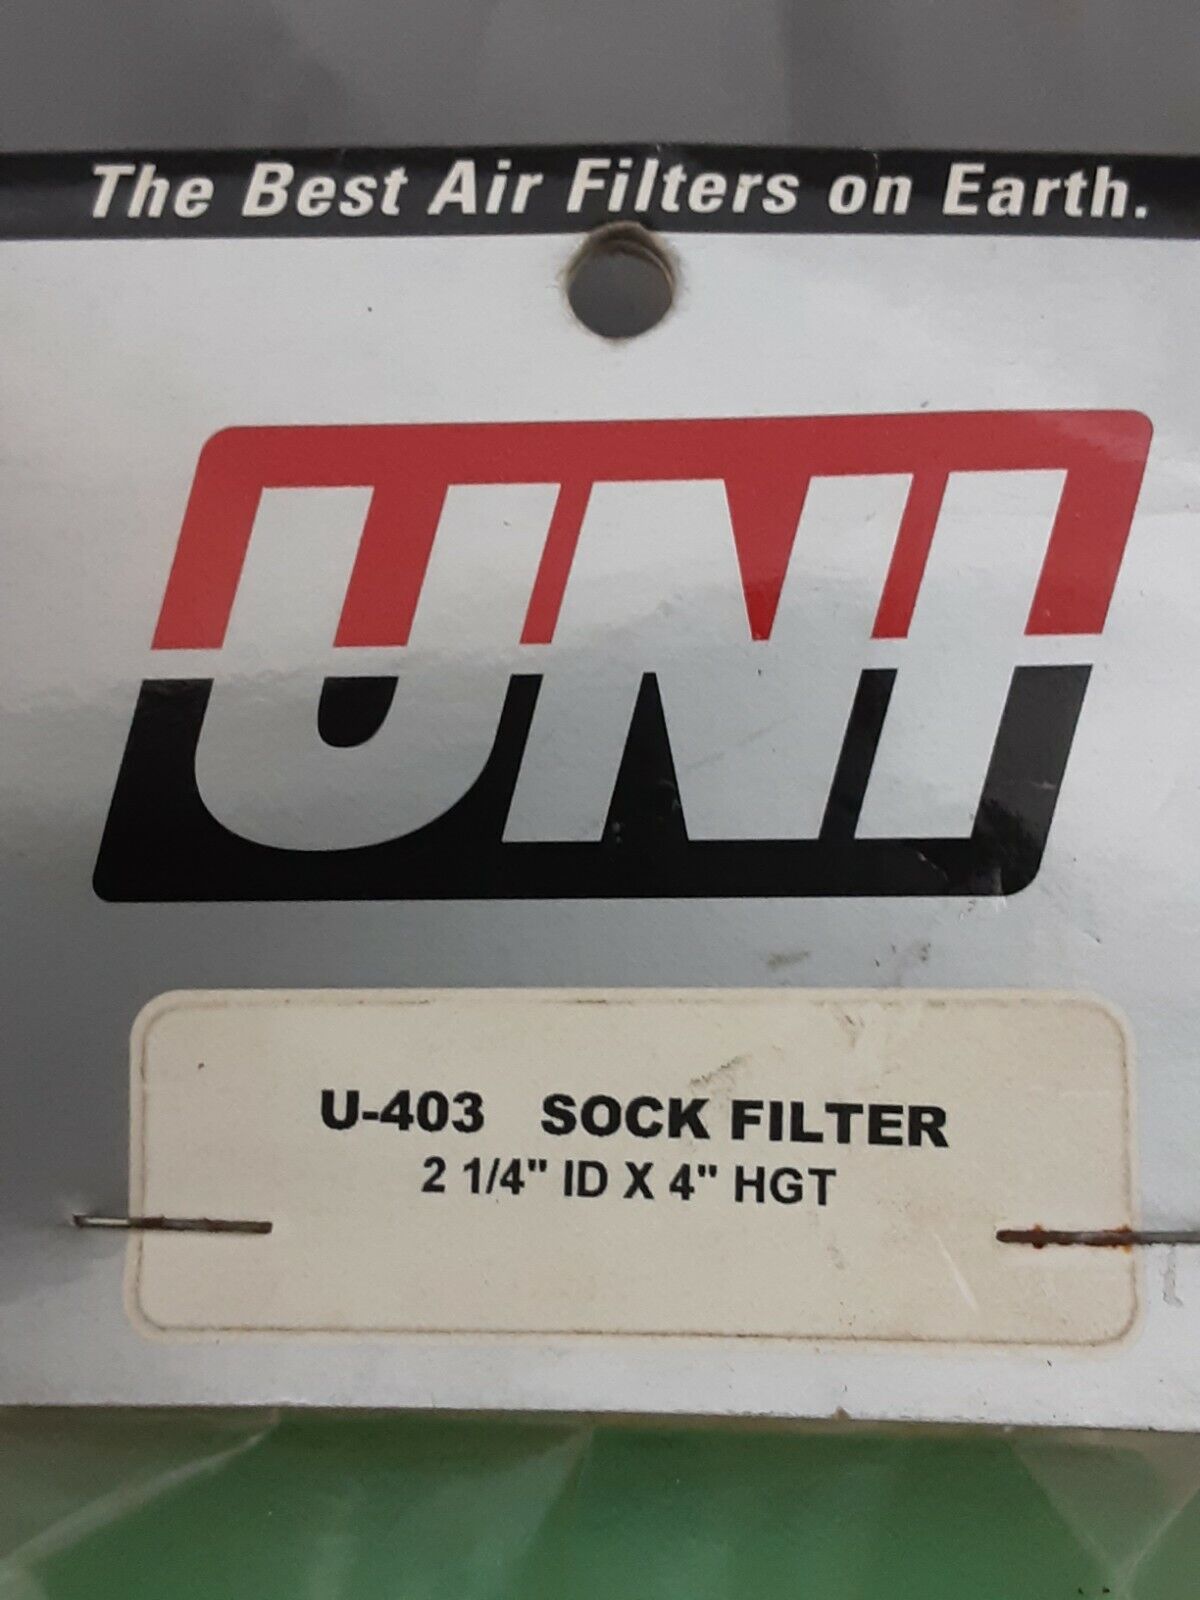 The Best Air Filters on Earth.
UNI
U-403 SOCK FILTER
2 1/4" ID X 4" HGT